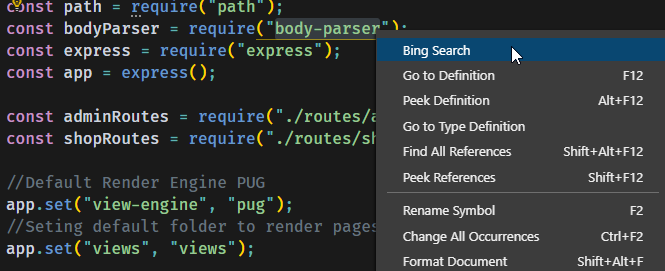 const path = require("path");
const bodyParser = require("body-parser");
const express = require("express");
const app = express();
const adminRoutes = require("./routes/a
const shopRoutes = require("./routes/sh
//Default Render Engine PUG
app.set("view-engine", "pug");
//Seting default folder to render pages
app.set("views", "views");
Bing Search
Go to Definition F12
Peek Definition Alt+F12
Go to Type Definition
Find All References Shift+Alt+F12
Peek References Shift+F12
Rename Symbol F2
Change All Occurrences Ctrl+F2
Format Document Shift+Alt+F